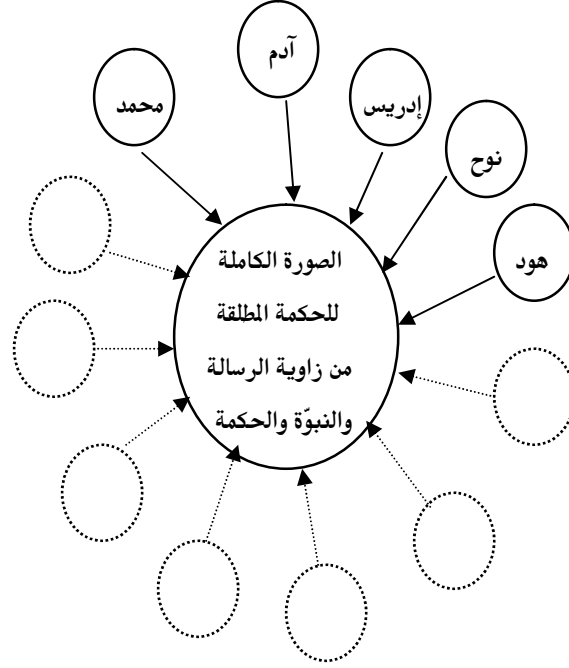 آدم
إدريس
محمد
نوح
هود
الصورة الكاملة
للحكمة المطلقة
من زاوية الرسالة
والنبوّة والحكمة